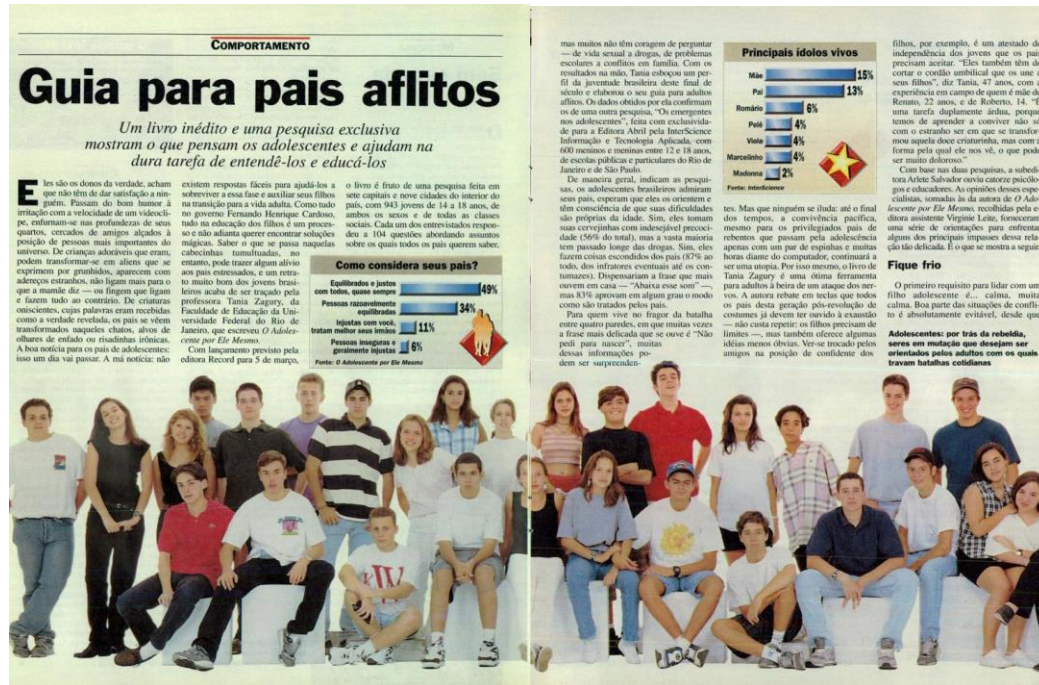 COMPORTAMENTO
Guia para pais aflitos
Um livro inédito e uma pesquisa exclusiva
mostram o que pensam os adolescentes e ajudam na
dura tarefa de entendê-los e educá-los
Eles são os donos da verdade, acham
que não têm de dar satisfação a nin-
guém. Passam do bom humor à
irritação com a velocidade de um videocli-
pe, enfurnam-se nas profundezas de seus
quartos, cercados de amigos alçados à
posição de pessoas mais importantes do
universo. De crianças adoráveis que eram,
podem transformar-se em aliens que se
exprimem por grunhidos, aparecem com
adereços estranhos, não ligam mais para o
que a mamãe diz — ou fingem que ligam
e fazem tudo ao contrário. De criaturas
oniscientes, cujas palavras eram recebidas
como a verdade revelada, os pais se vêem
transformados naqueles chatos, alvos de
olhares de enfado ou risadinhas irônicas.
A boa notícia para os pais de adolescentes:
isso um dia vai passar. A má notícia: não
existem respostas fáceis para ajudá-los a
sobreviver a essa fase e auxiliar seus filhos
na transição para a vida adulta. Como tudo
no governo Fernando Henrique Cardoso,
tudo na educação dos filhos é um proces-
so e não adianta querer encontrar soluções
mágicas. Saber o que se passa naquelas
cabecinhas tumultuadas, no
entanto, pode trazer algum alívio
aos pais estressados, e um retra-
to muito bom dos jovens brasi-
leiros acaba de ser traçado pela
professora Tania Zagury, da
Faculdade de Educação da Uni-
versidade Federal do Rio de
Janeiro, que escreveu O Adoles-
cente por Ele Mesmo.
Com lançamento previsto pela
editora Record para 5 de março,
o livro é fruto de uma pesquisa feita em
sete capitais e nove cidades do interior do
país, com 943 jovens de 14 a 18 anos, de
ambos os sexos e de todas as classes
sociais. Cada um dos entrevistados respon-
deu a 104 questões abordando assuntos
sobre os quais todos os pais querem saber,
Como considera seus pais?
Equilibrados e justos
com todos, quase sempre
49%
Pessoas razoavelmente
equilibradas
34%
Injustas com você,
tratam melhor seus irmãos
11%
Pessoas inseguras e
geralmente injustas
6%
Fonte: O Adolescente por Ele Mesmo
mas muitos não têm coragem de perguntar
— de vida sexual a drogas, de problemas
escolares a conflitos em família. Com os
resultados na mão, Tania esboçou um per-
fil da juventude brasileira deste final de
século e elaborou o seu guia para adultos
aflitos. Os dados obtidos por ela confirmam
os de uma outra pesquisa, “Os emergentes
nos adolescentes”, feita com exclusivida-
de para a Editora Abril pela InterScience
Informação e Tecnologia Aplicada, com
600 meninos e meninas entre 12 e 18 anos,
de escolas públicas e particulares do Rio de
Janeiro e de São Paulo.
De maneira geral, indicam as pesqui-
sas, os adolescentes brasileiros admiram
seus pais, esperam que eles os orientem e
têm consciência de que suas dificuldades
são próprias da idade. Sim, eles tomam
suas cervejinhas com indesejável precoci-
dade (56% do total), mas a vasta maioria
tem passado longe das drogas. Sim, eles
fazem coisas escondidos dos pais (87% ao
todo, dos infratores eventuais até os con-
tumazes). Dispensariam a frase que mais
ouvem em casa — “Abaixa esse som” —,
mas 83% aprovam em algum grau o modo
como são tratados pelos pais.
Para quem vive no fragor da batalha
entre quatro paredes, em que muitas vezes
a frase mais delicada que se ouve é “Não
pedi para nascer”, muitas
dessas informações po-
dem ser surpreenden-
Principais ídolos vivos
Mãe 15%
Pai 13%
Romário 6%
Pelé 4%
Viola 4%
Marcelinho 4%
Madonna 2%
Fonte: InterScience
tes. Mas que ninguém se iluda: até o final
dos tempos, a convivência pacífica,
mesmo para os privilegiados pais de
rebentos que passam pela adolescência
apenas com um par de espinhas e muitas
horas diante do computador, continuará a
ser uma utopia. Por isso mesmo, o livro de
Tania Zagury é uma ótima ferramenta
para adultos à beira de um ataque dos ner-
vos. A autora rebate em teclas que todos
os pais desta geração pós-revolução de
costumes já devem ter ouvido à exaustão
— não custa repetir: os filhos precisam de
limites —, mas também oferece algumas
idéias menos óbvias. Ver-se trocado pelos
amigos na posição de confidente dos
filhos, por exemplo, é um atestado de
independência dos jovens que os pais
precisam aceitar. “Eles também têm de
cortar o cordão umbilical que os une a
seus filhos”, diz Tania, 47 anos, com a
experiência em campo de quem é mãe de
Renato, 22 anos, e de Roberto, 14. “É
uma tarefa duplamente árdua, porque
temos de aprender a conviver não só
com o estranho ser em que se transfor-
mou aquela doce criaturinha, mas com a
forma pela qual ele nos vê, o que pode
ser muito doloroso.”
Com base nas duas pesquisas, a subedi-
tora Arlete Salvador ouviu catorze psicólo-
gos e educadores. As opiniões desses espe-
cialistas, somadas às da autora de O Ado-
lescente por Ele Mesmo, recolhidas pela e-
ditora assistente Virginie Leite, forneceram
uma série de orientações para enfrentar
alguns dos principais impasses dessa rela-
ção tão delicada. É o que se mostra a seguir.
Fique frio
O primeiro requisito para lidar com um
filho adolescente é... calma, muita
calma. Boa parte das situações de confli-
to é absolutamente evitável, desde que
Adolescentes: por trás da rebeldia,
seres em mutação que desejam ser
orientados pelos adultos com os quais
travam batalhas cotidianas